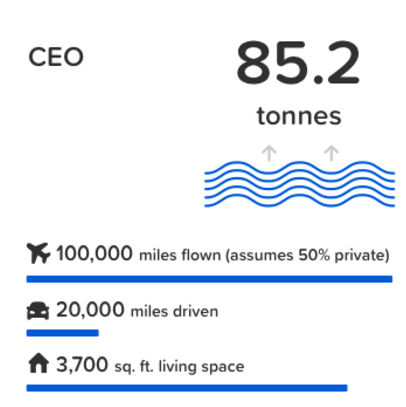 CEO
85.2
tonnes
100,000 miles flown (assumes 50% private)
20,000 miles driven
3,700 sq. ft. living space